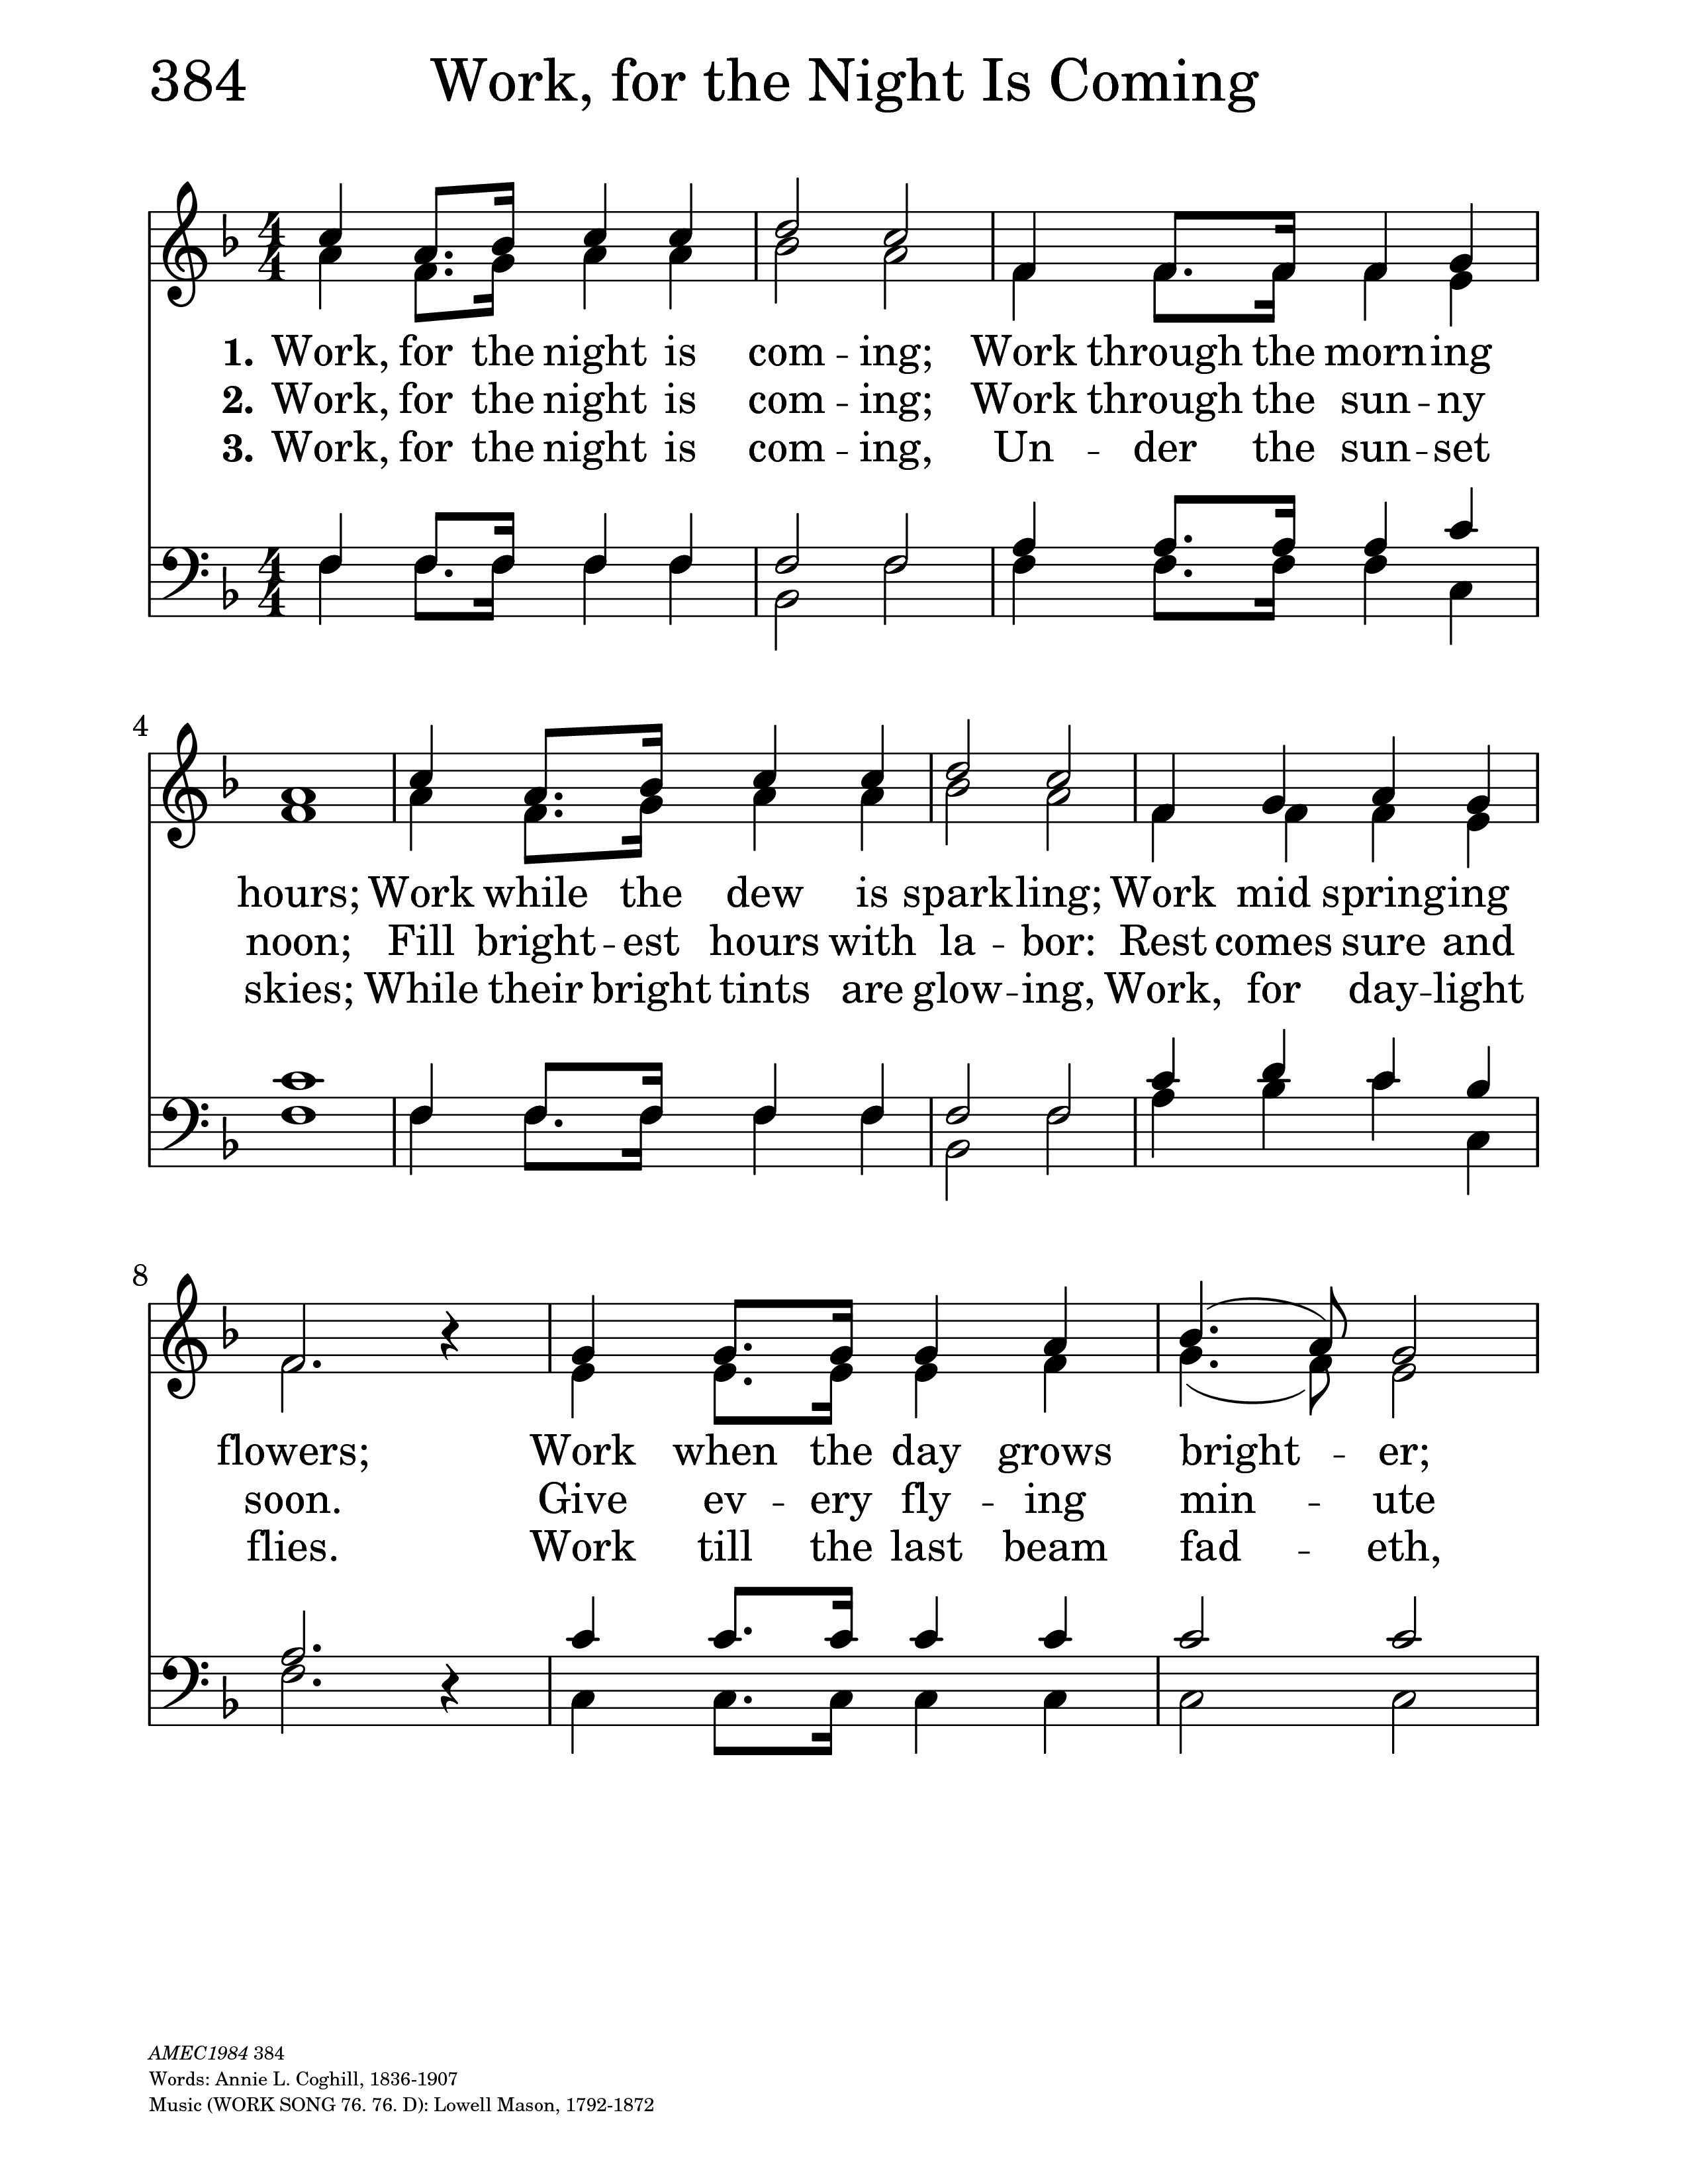 384 Work, for the Night Is Coming
1. Work, for the night is com - ing; Work through the morning
2. Work, for the night is com - ing; Work through the sun - ny
3. Work, for the night is com - ing, Un - der the sun - set
4
hours; Work while the dew is sparkling; Work mid springing
noon; Fill bright - est hours with la - bor: Rest comes sure and
skies; While their bright tints are glow - ing, Work, for day - light
8
flowers; Work when the day grows bright - er;
soon. Give ev - ery fly - ing min - ute
flies. Work till the last beam fad - eth,
AMEC1984 384
Words: Annie L. Coghill, 1836-1907
Music (WORK SONG 76. 76. D): Lowell Mason, 1792-1872